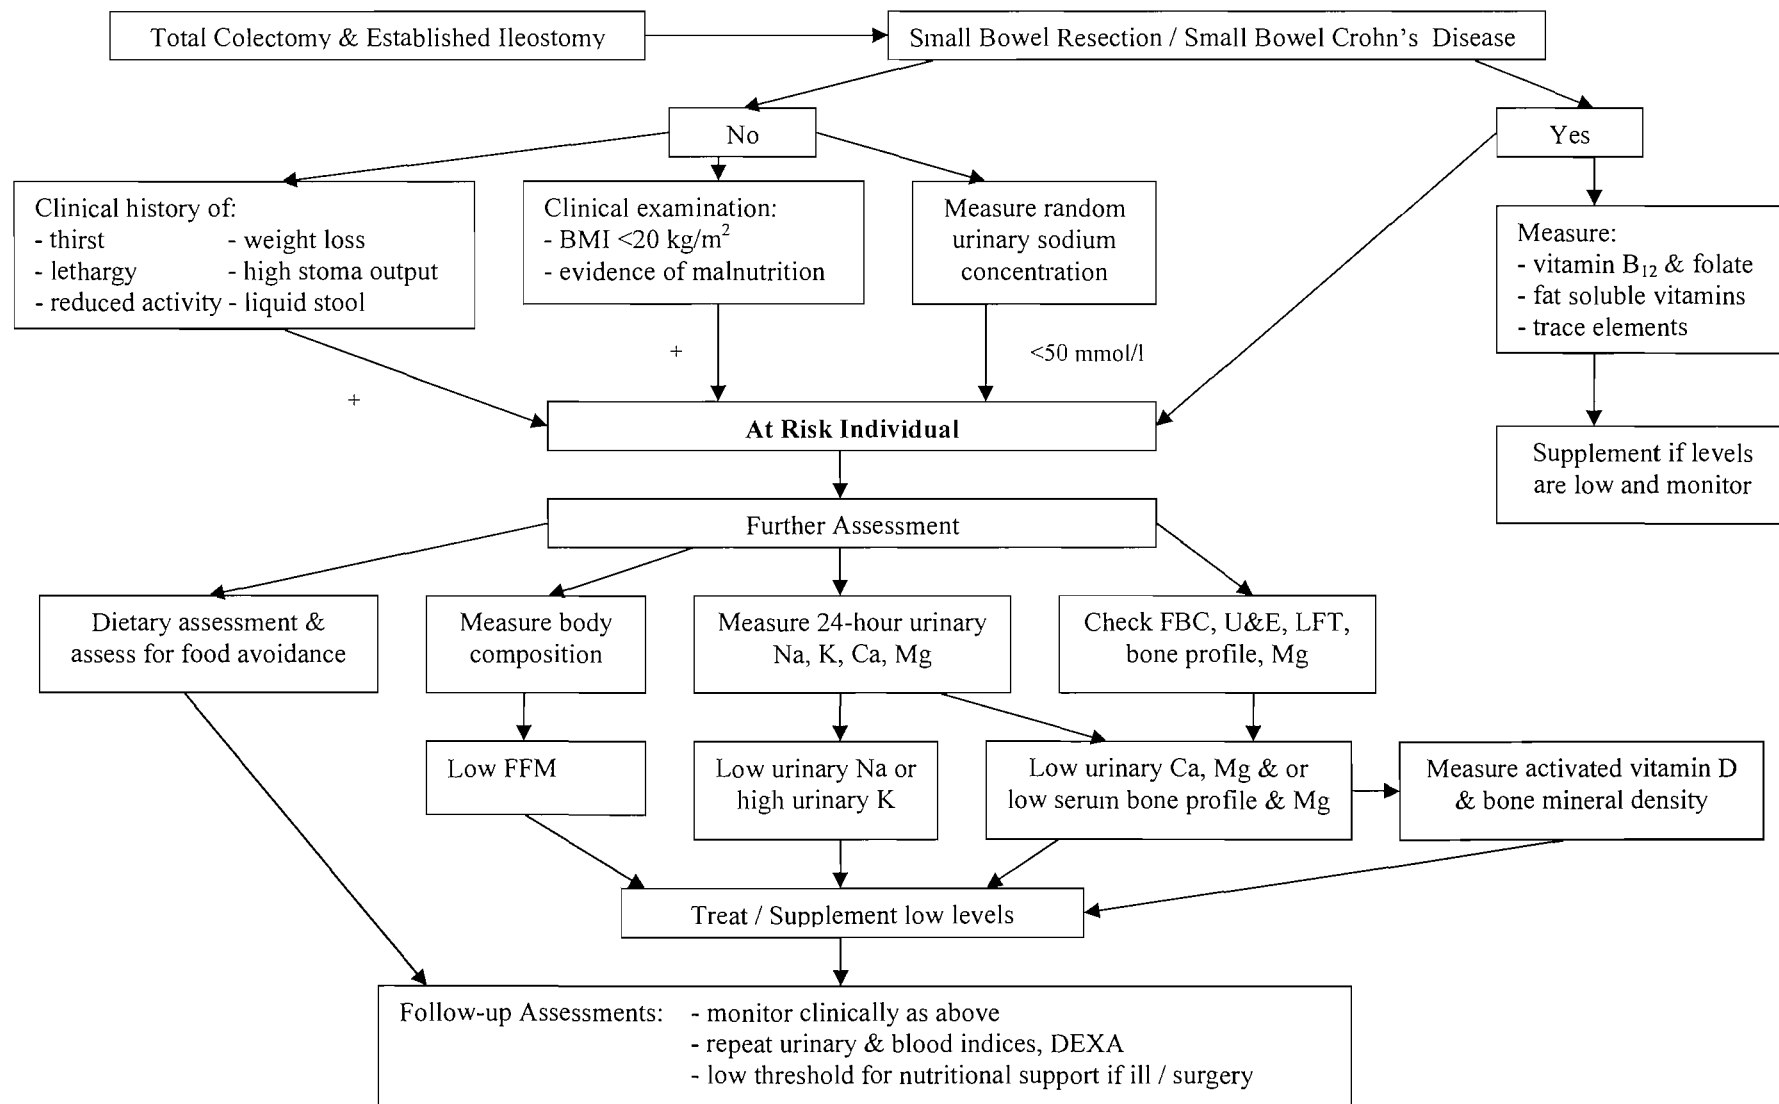 Total Colectomy & Established Ileostomy
Small Bowel Resection / Small Bowel Crohn's Disease
No
Yes
Clinical history of:
- thirst - weight loss
- lethargy - high stoma output
- reduced activity - liquid stool
Clinical examination:
- BMI <20 kg/m²
- evidence of malnutrition
Measure random
urinary sodium
concentration
Measure:
- vitamin B₁₂ & folate
- fat soluble vitamins
- trace elements
+
+
<50 mmol/l
At Risk Individual
Supplement if levels
are low and monitor
Further Assessment
Dietary assessment &
assess for food avoidance
Measure body
composition
Measure 24-hour urinary
Na, K, Ca, Mg
Check FBC, U&E, LFT,
bone profile, Mg
Low FFM
Low urinary Na or
high urinary K
Low urinary Ca, Mg & or
low serum bone profile & Mg
Measure activated vitamin D
& bone mineral density
Treat / Supplement low levels
Follow-up Assessments: - monitor clinically as above
- repeat urinary & blood indices, DEXA
- low threshold for nutritional support if ill / surgery